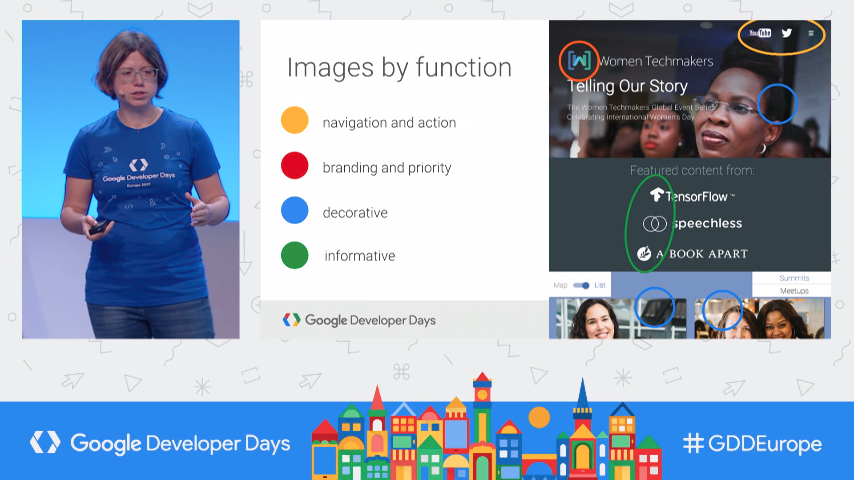 Google Developer Days
Europe 2017
Images by function
navigation and action
branding and priority
decorative
informative
Google Developer Days
YouTube
[W] Women Techmakers
Telling Our Story
The Women Techmakers Global Event Series
Celebrating International Women's Day
Featured content from:
TensorFlow™
speechless
A BOOK APART
Map List
Summits
Meetups
Google Developer Days
#GDDEurope